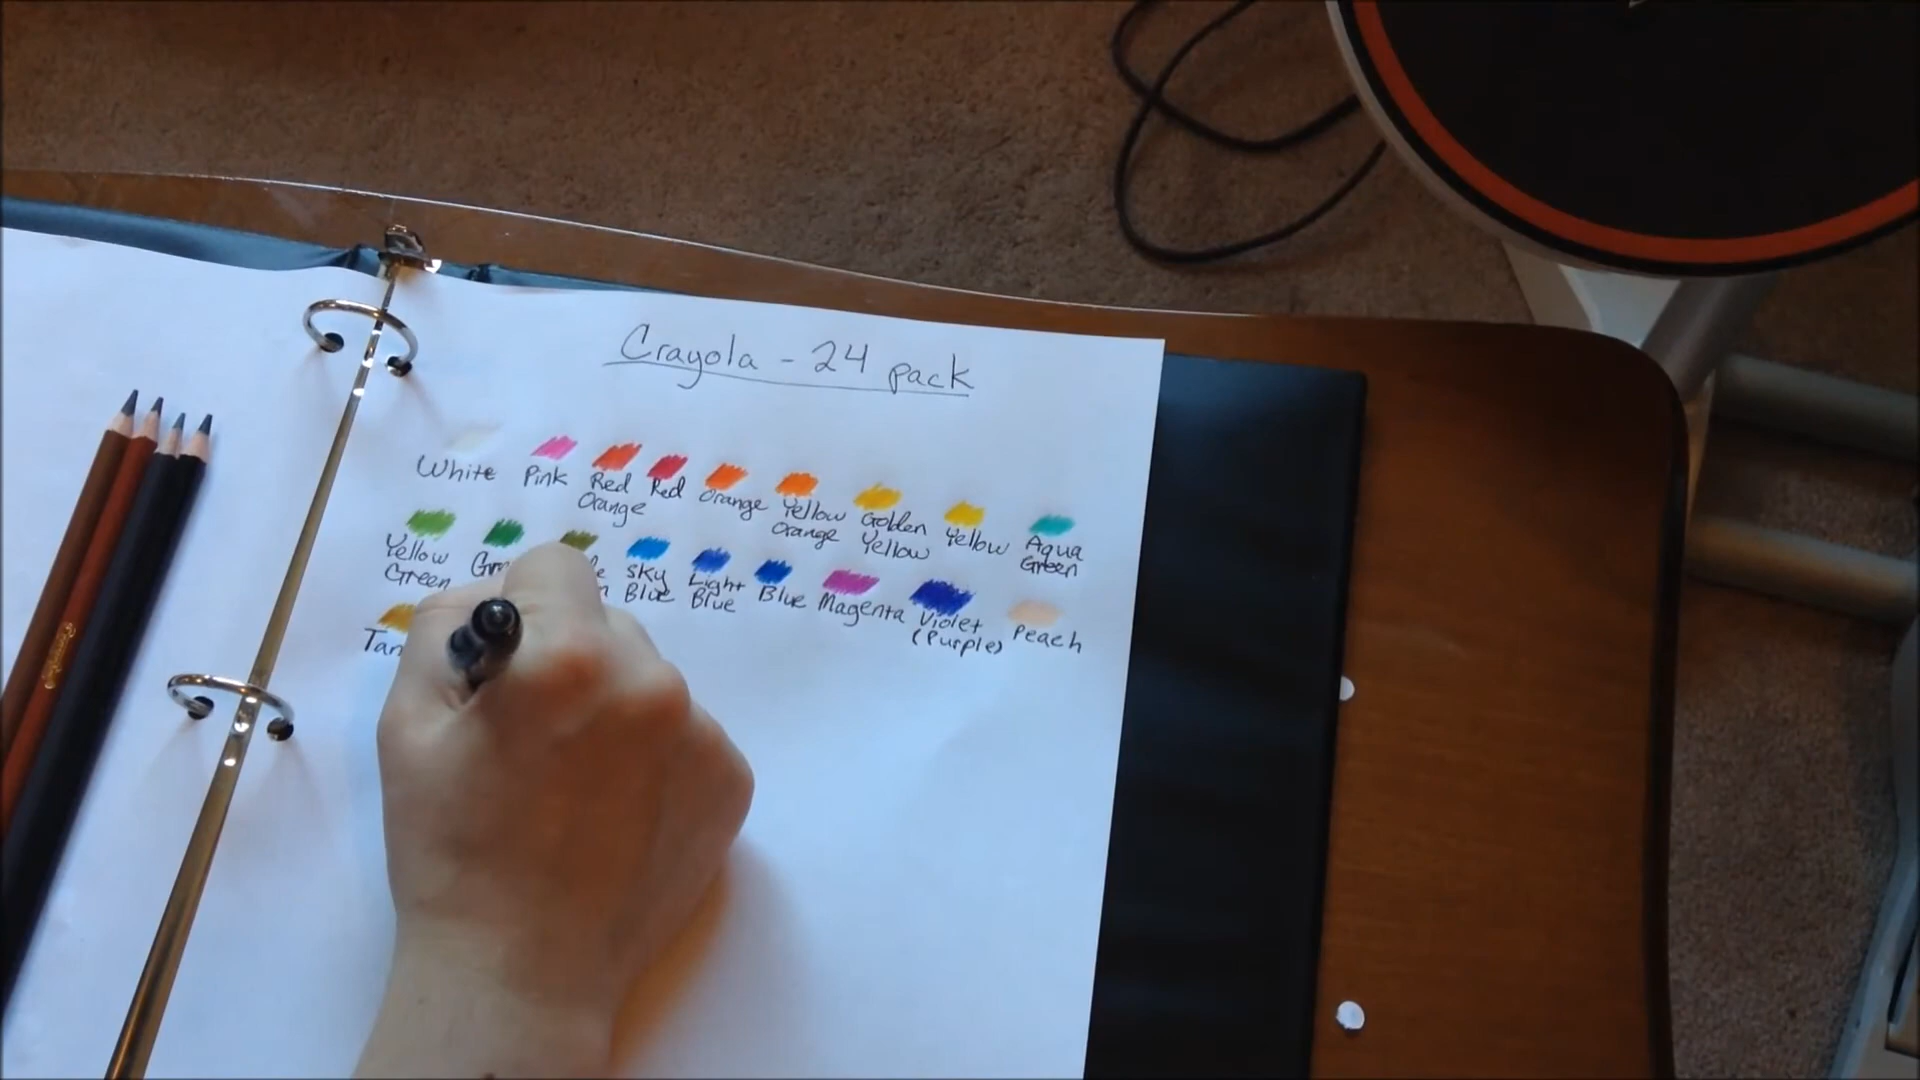 Crayola - 24 pack
White Pink Red Orange Red Orange Yellow Orange Golden Yellow Yellow Aqua Green
Yellow Green Sky Blue Light Blue Blue Magenta Violet (Purple) Peach
Tan